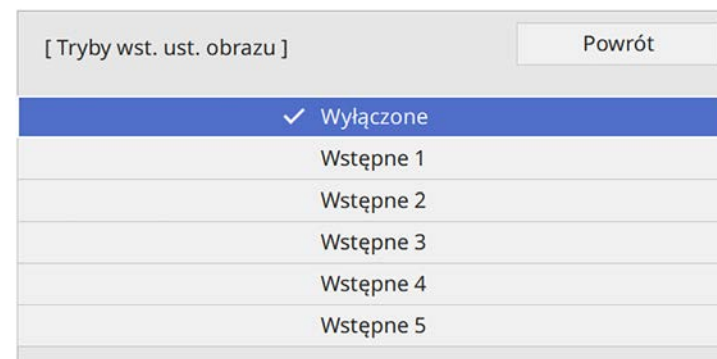 [ Tryby wst. ust. obrazu ]
Powrót
Wyłączone
Wstępne 1
Wstępne 2
Wstępne 3
Wstępne 4
Wstępne 5